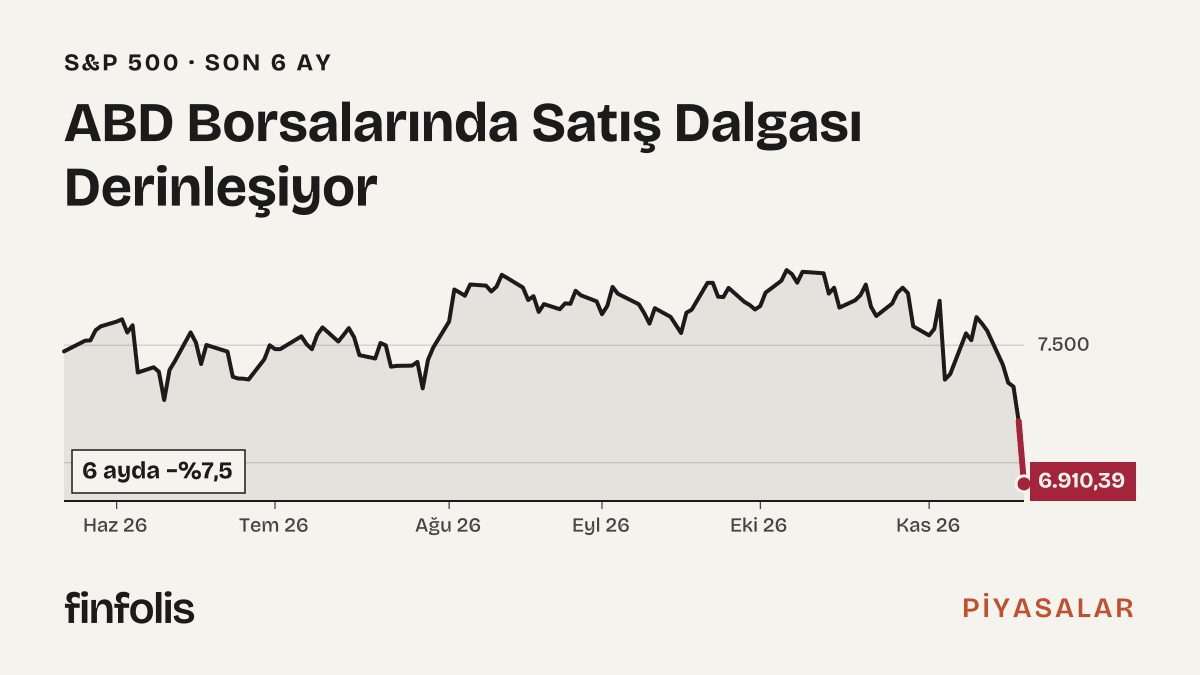 S&P 500 · SON 6 AY
ABD Borsalarında Satış Dalgası
Derinleşiyor
7.500
6 ayda −%7,5
6.910,39
Haz 26
Tem 26
Ağu 26
Eyl 26
Eki 26
Kas 26
finfolis
PİYASALAR